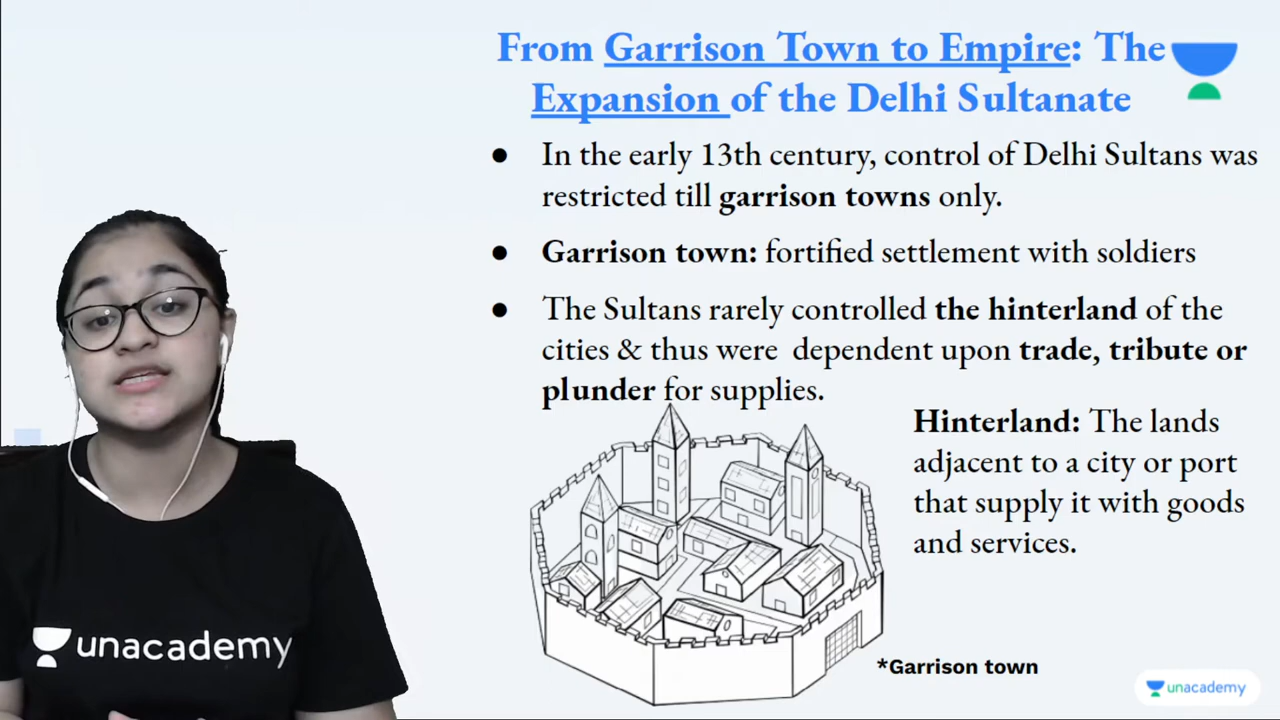 From Garrison Town to Empire: The
Expansion of the Delhi Sultanate
● In the early 13th century, control of Delhi Sultans was
restricted till garrison towns only.
● Garrison town: fortified settlement with soldiers
● The Sultans rarely controlled the hinterland of the
cities & thus were dependent upon trade, tribute or
plunder for supplies.
Hinterland: The lands
adjacent to a city or port
that supply it with goods
and services.
*Garrison town
unacademy
unacademy